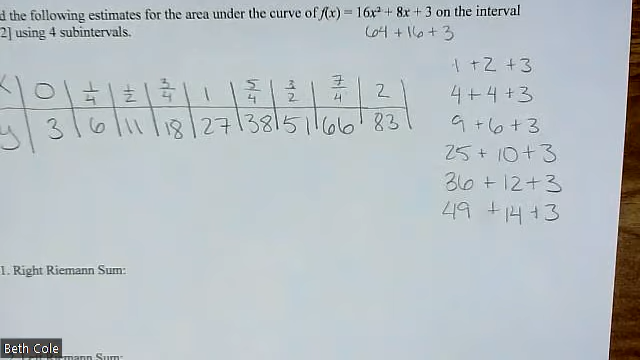 d the following estimates for the area under the curve of f(x) = 16x² + 8x + 3 on the interval
2] using 4 subintervals.
64 + 16 + 3
x 0 1/4 1/2 3/4 1 5/4 3/2 7/4 2
y 3 6 11 18 27 38 51 66 83
1 + 2 + 3
4 + 4 + 3
9 + 6 + 3
25 + 10 + 3
36 + 12 + 3
49 + 14 + 3
1. Right Riemann Sum:
Beth Cole
Riemann Sum: